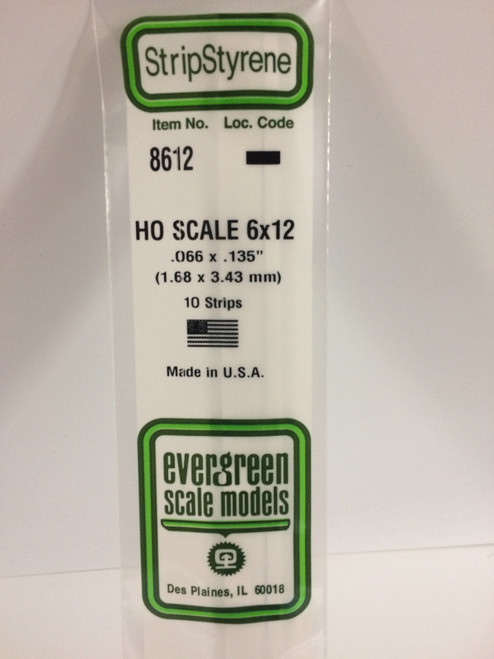 StripStyrene
Item No. Loc. Code
8612
HO SCALE 6x12
.066 x .135"
(1.68 x 3.43 mm)
10 Strips
Made in U.S.A.
evergreen
scale models
Des Plaines, IL 60018